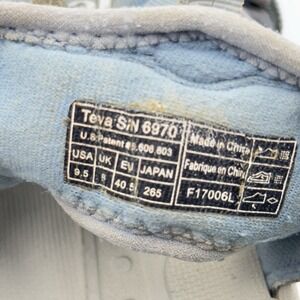 Teva S/N 6970
U.S. Patent #5,606,803
USA UK EU JAPAN
9.5 8 40.5 265
Made in China
Fabrique en China
F17006L